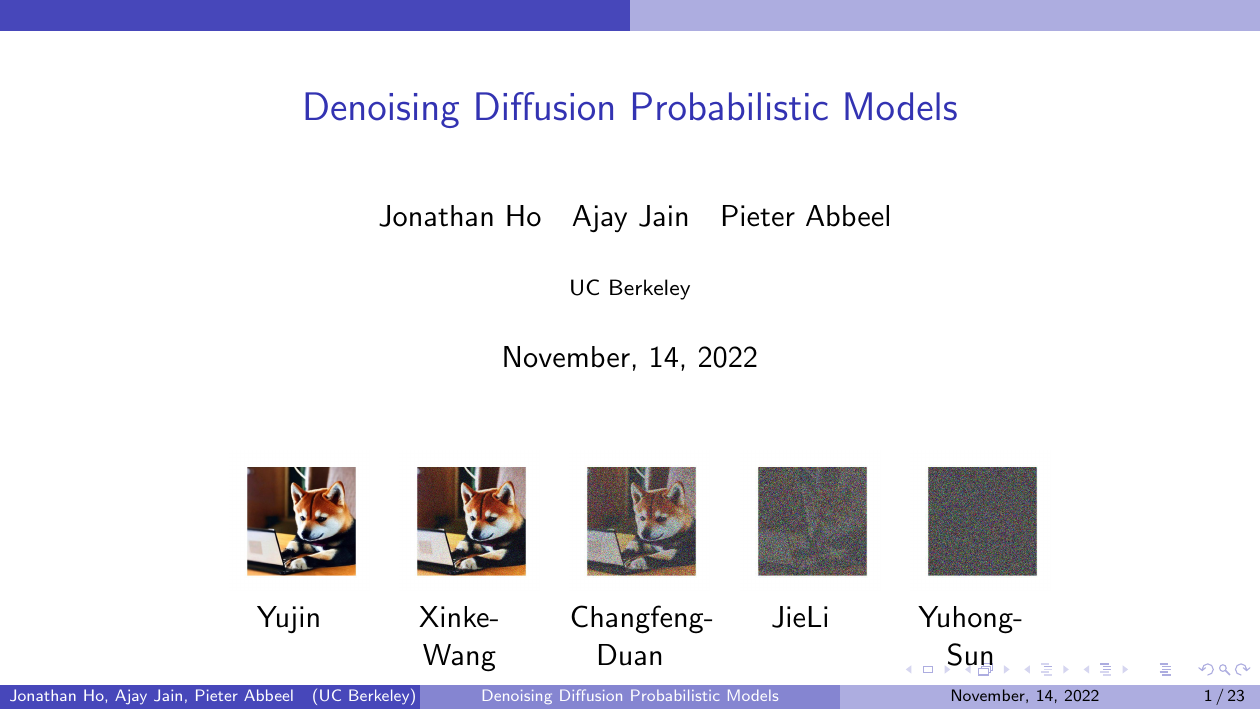 Denoising Diffusion Probabilistic Models
Jonathan Ho   Ajay Jain   Pieter Abbeel
UC Berkeley
November, 14, 2022
Yujin
Xinke-
Wang
Changfeng-
Duan
JieLi
Yuhong-
Sun
Jonathan Ho, Ajay Jain, Pieter Abbeel   (UC Berkeley)
Denoising Diffusion Probabilistic Models
November, 14, 2022
1 / 23